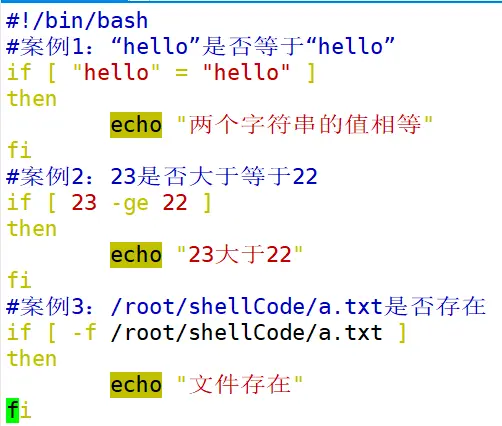 #!/bin/bash
#案例1：“hello”是否等于“hello”
if [ "hello" = "hello" ]
then
        echo "两个字符串的值相等"
fi
#案例2：23是否大于等于22
if [ 23 -ge 22 ]
then
        echo "23大于22"
fi
#案例3：/root/shellCode/a.txt是否存在
if [ -f /root/shellCode/a.txt ]
then
        echo "文件存在"
fi